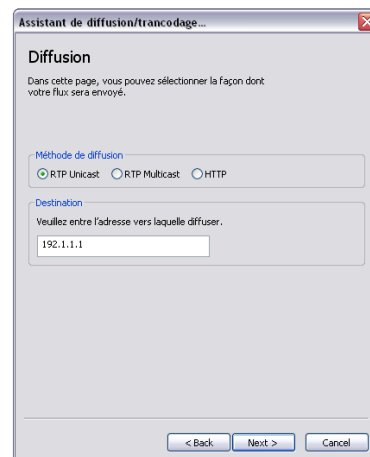 Assistant de diffusion/trancodage...
Diffusion
Dans cette page, vous pouvez sélectionner la façon dont
votre flux sera envoyé.
Méthode de diffusion
RTP Unicast RTP Multicast HTTP
Destination
Veuillez entre l'adresse vers laquelle diffuser.
192.1.1.1
< Back Next > Cancel